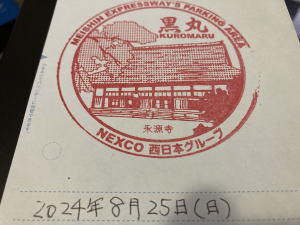 MEISHIN EXPRESSWAY'S PARKING AREA
黒丸
KUROMARU
永源寺
NEXCO 西日本グループ
2024年8月25日(日)